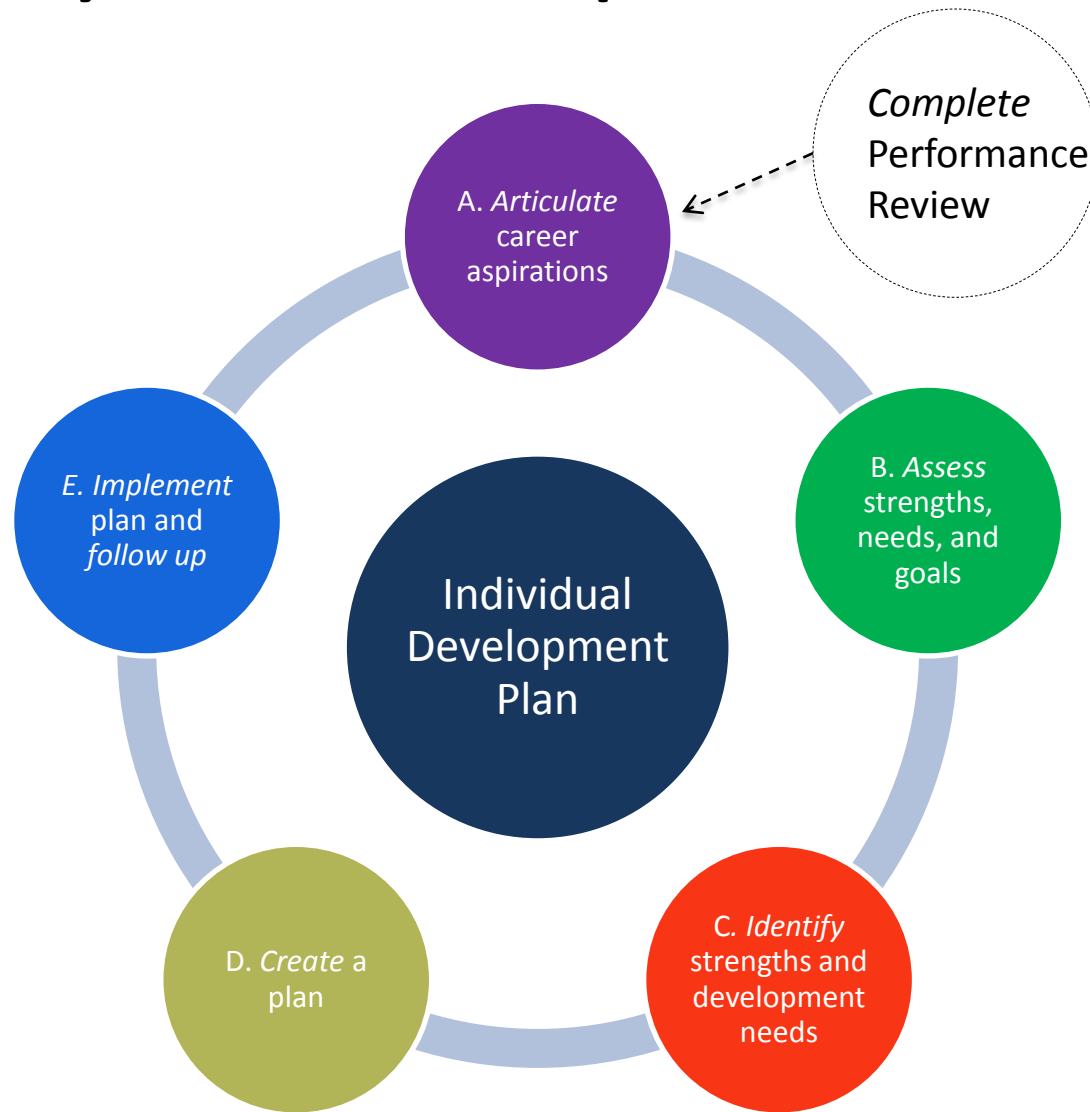 Complete
Performance
Review
A. Articulate
career
aspirations
B. Assess
strengths,
needs, and
goals
C. Identify
strengths and
development
needs
D. Create a
plan
E. Implement
plan and
follow up
Individual
Development
Plan